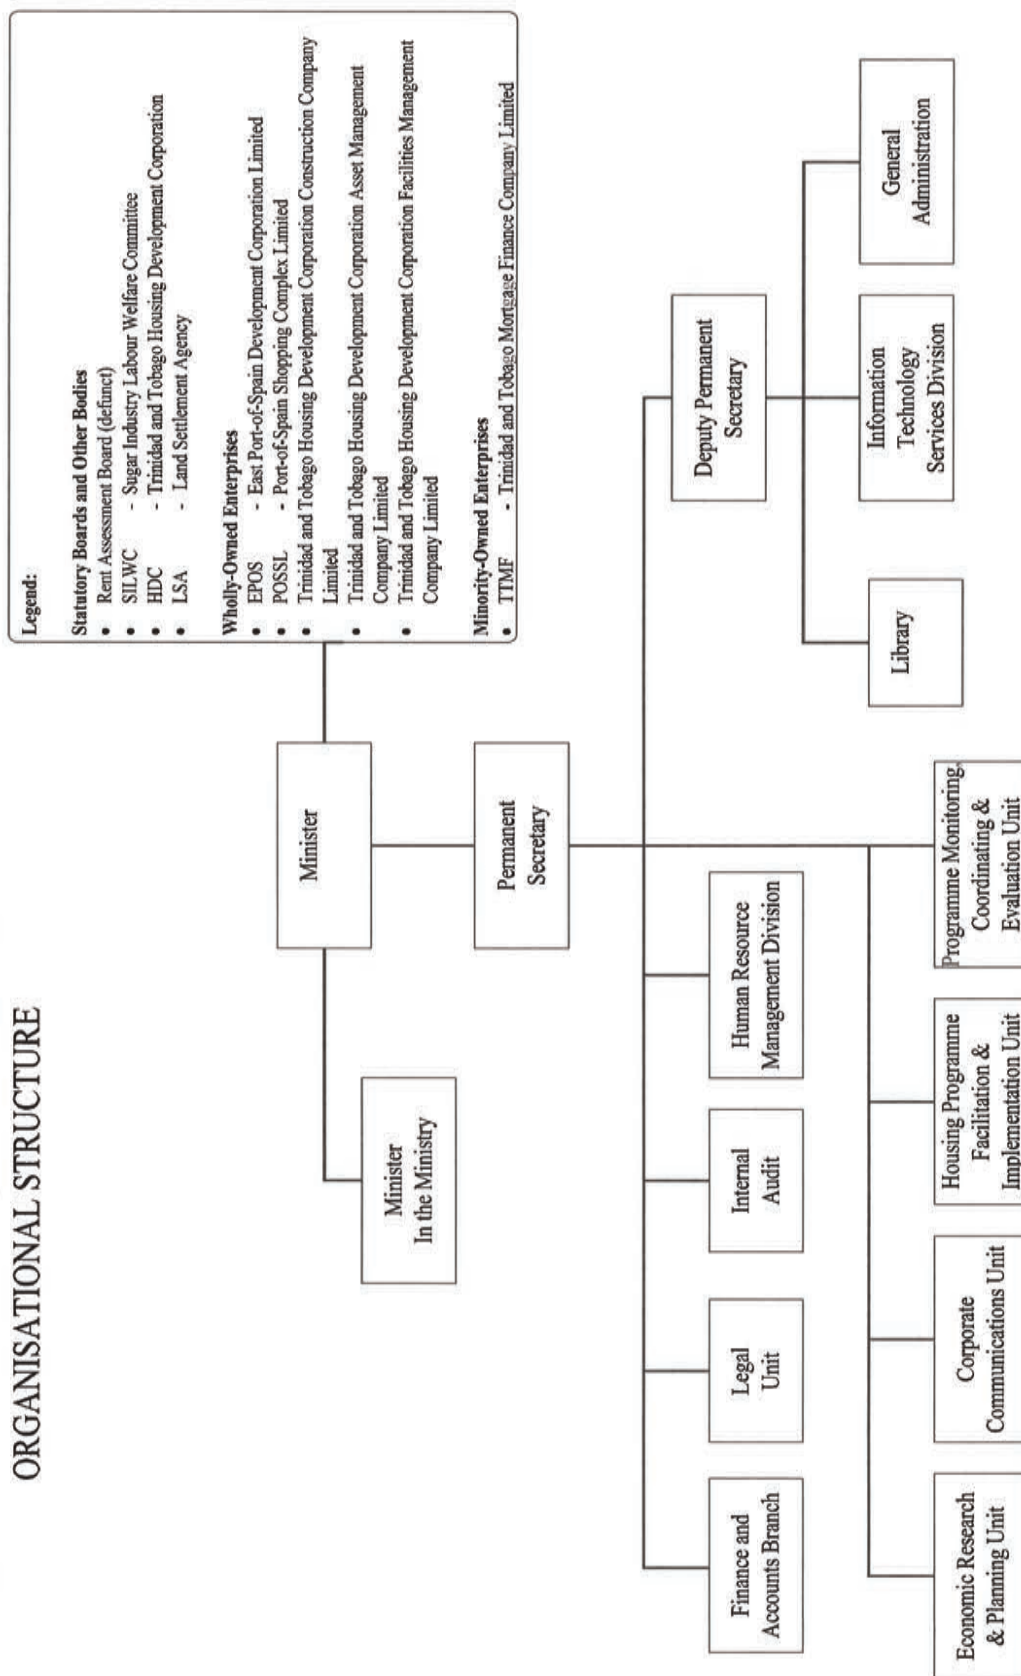 ORGANISATIONAL STRUCTURE
Legend:
Statutory Boards and Other Bodies
• Rent Assessment Board (defunct)
• SILWC - Sugar Industry Labour Welfare Committee
• HDC - Trinidad and Tobago Housing Development Corporation
• LSA - Land Settlement Agency
Wholly-Owned Enterprises
• EPOS - East Port-of-Spain Development Corporation Limited
• POSSL - Port-of-Spain Shopping Complex Limited
• Trinidad and Tobago Housing Development Corporation Construction Company
Limited
• Trinidad and Tobago Housing Development Corporation Asset Management
Company Limited
• Trinidad and Tobago Housing Development Corporation Facilities Management
Company Limited
Minority-Owned Enterprises
• TTMF - Trinidad and Tobago Mortgage Finance Company Limited
Minister
Minister
In the Ministry
Permanent
Secretary
Deputy Permanent
Secretary
Finance and
Accounts Branch
Legal
Unit
Internal
Audit
Human Resource
Management Division
Library
Information
Technology
Services Division
General
Administration
Economic Research
& Planning Unit
Corporate
Communications Unit
Housing Programme
Facilitation &
Implementation Unit
Programme Monitoring,
Coordinating &
Evaluation Unit